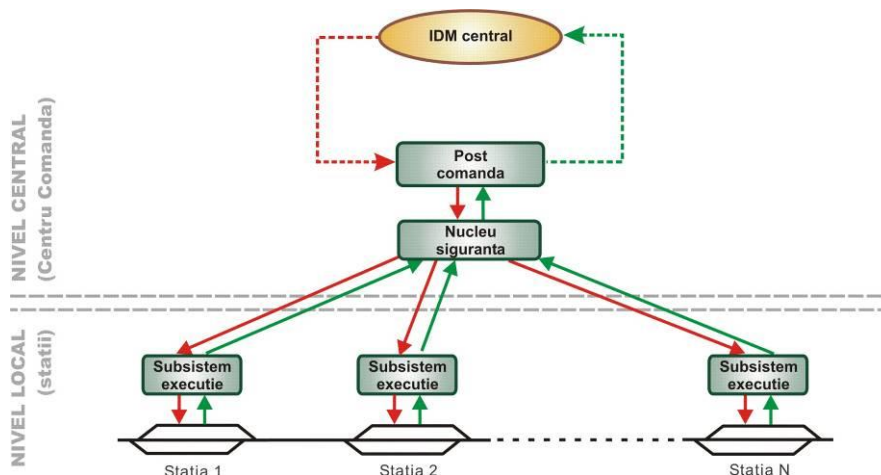 IDM central
Post
comanda
Nucleu
siguranta
NIVEL CENTRAL
(Centru Comanda)
NIVEL LOCAL
(statii)
Subsistem
executie
Subsistem
executie
Subsistem
executie
Statia 1
Statia 2
Statia N